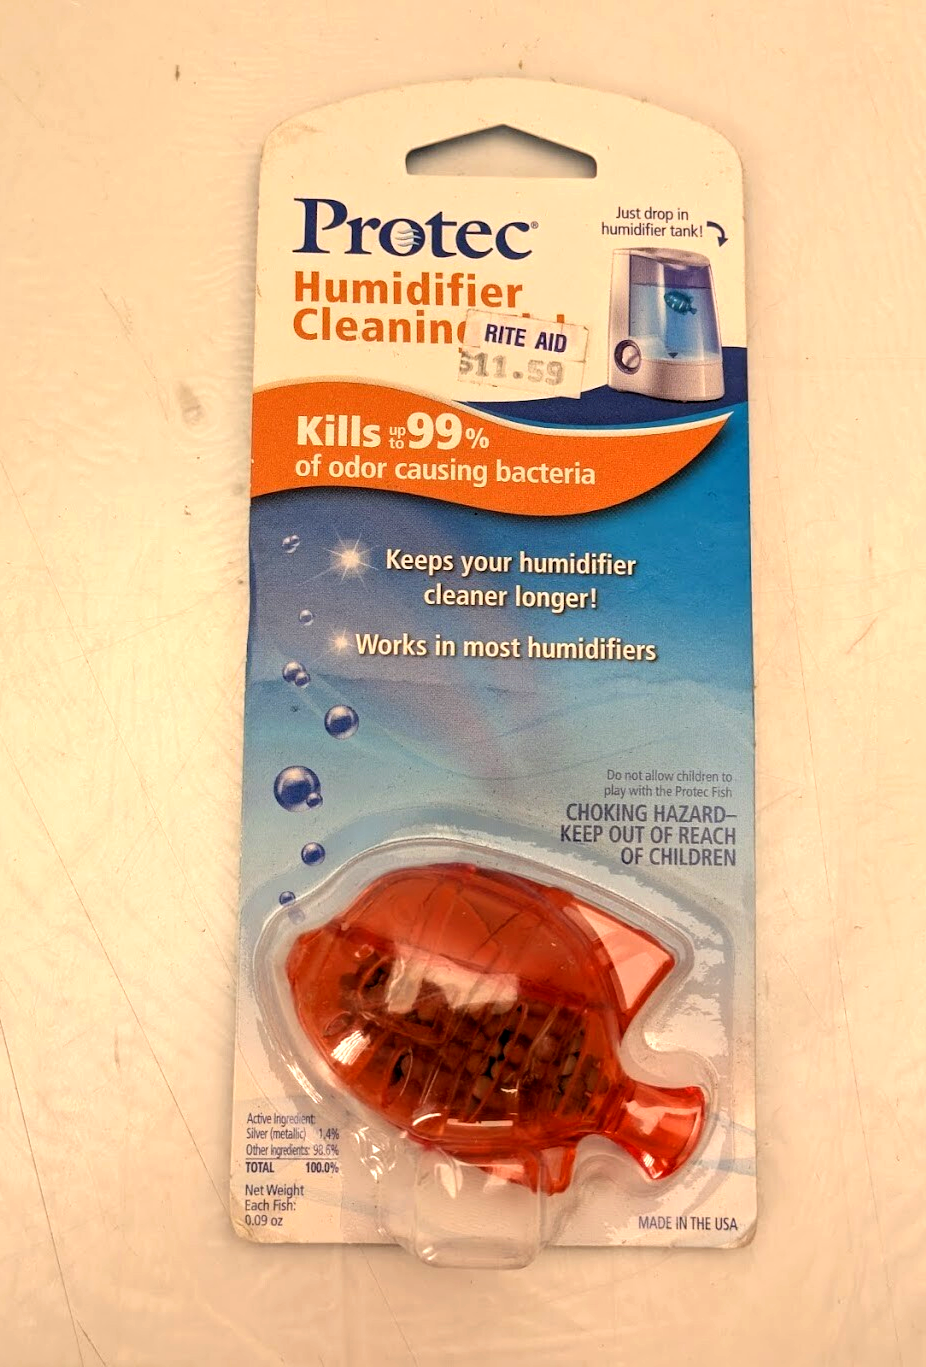 Protec®
Just drop in
humidifier tank!
Humidifier
Cleaning
RITE AID
$11.59
Kills up to 99%
of odor causing bacteria
Keeps your humidifier
cleaner longer!
Works in most humidifiers
Do not allow children to
play with the Protec Fish
CHOKING HAZARD–
KEEP OUT OF REACH
OF CHILDREN
Active Ingredient:
Silver (metallic) 1.4%
Other Ingredients: 98.6%
TOTAL 100.0%
Net Weight
Each Fish:
0.09 oz
MADE IN THE USA